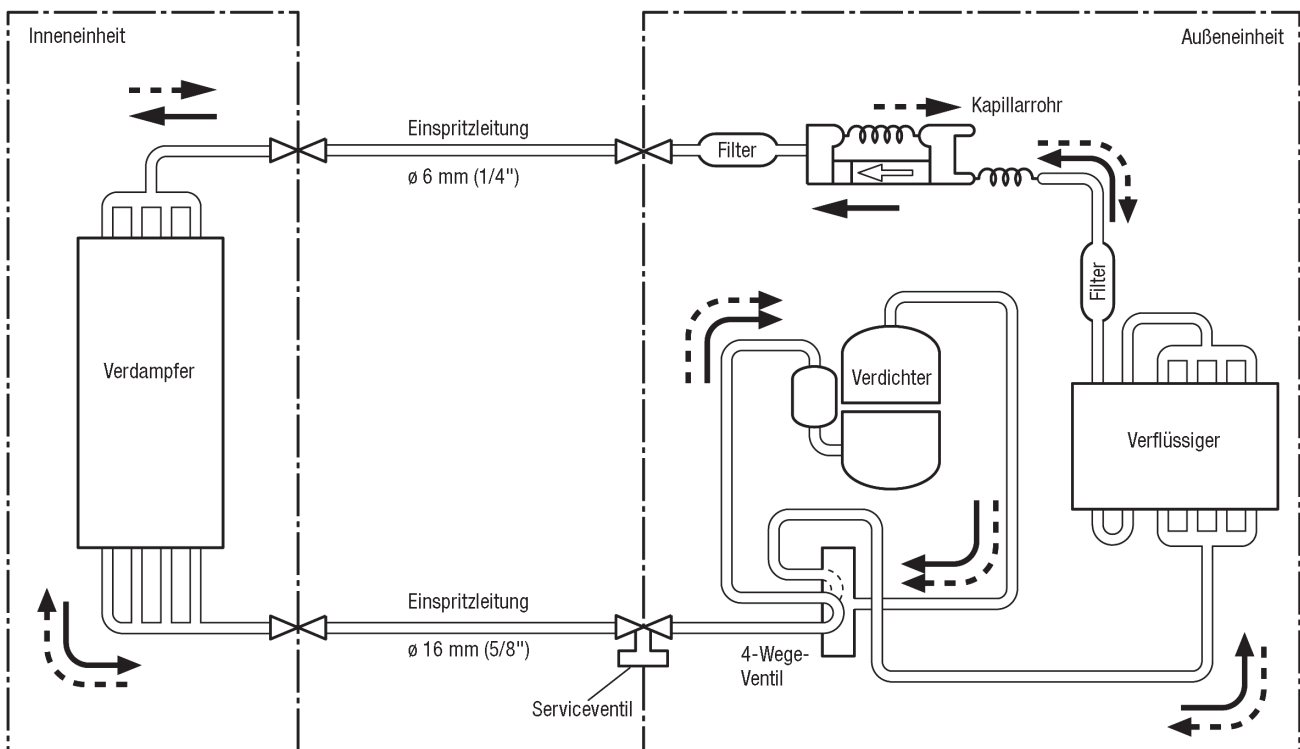 Inneneinheit
Außeneinheit
Kapillarrohr
Einspritzleitung
ø 6 mm (1/4")
Filter
Filter
Verdampfer
Verdichter
Verflüssiger
Einspritzleitung
ø 16 mm (5/8")
4-Wege-
Ventil
Serviceventil